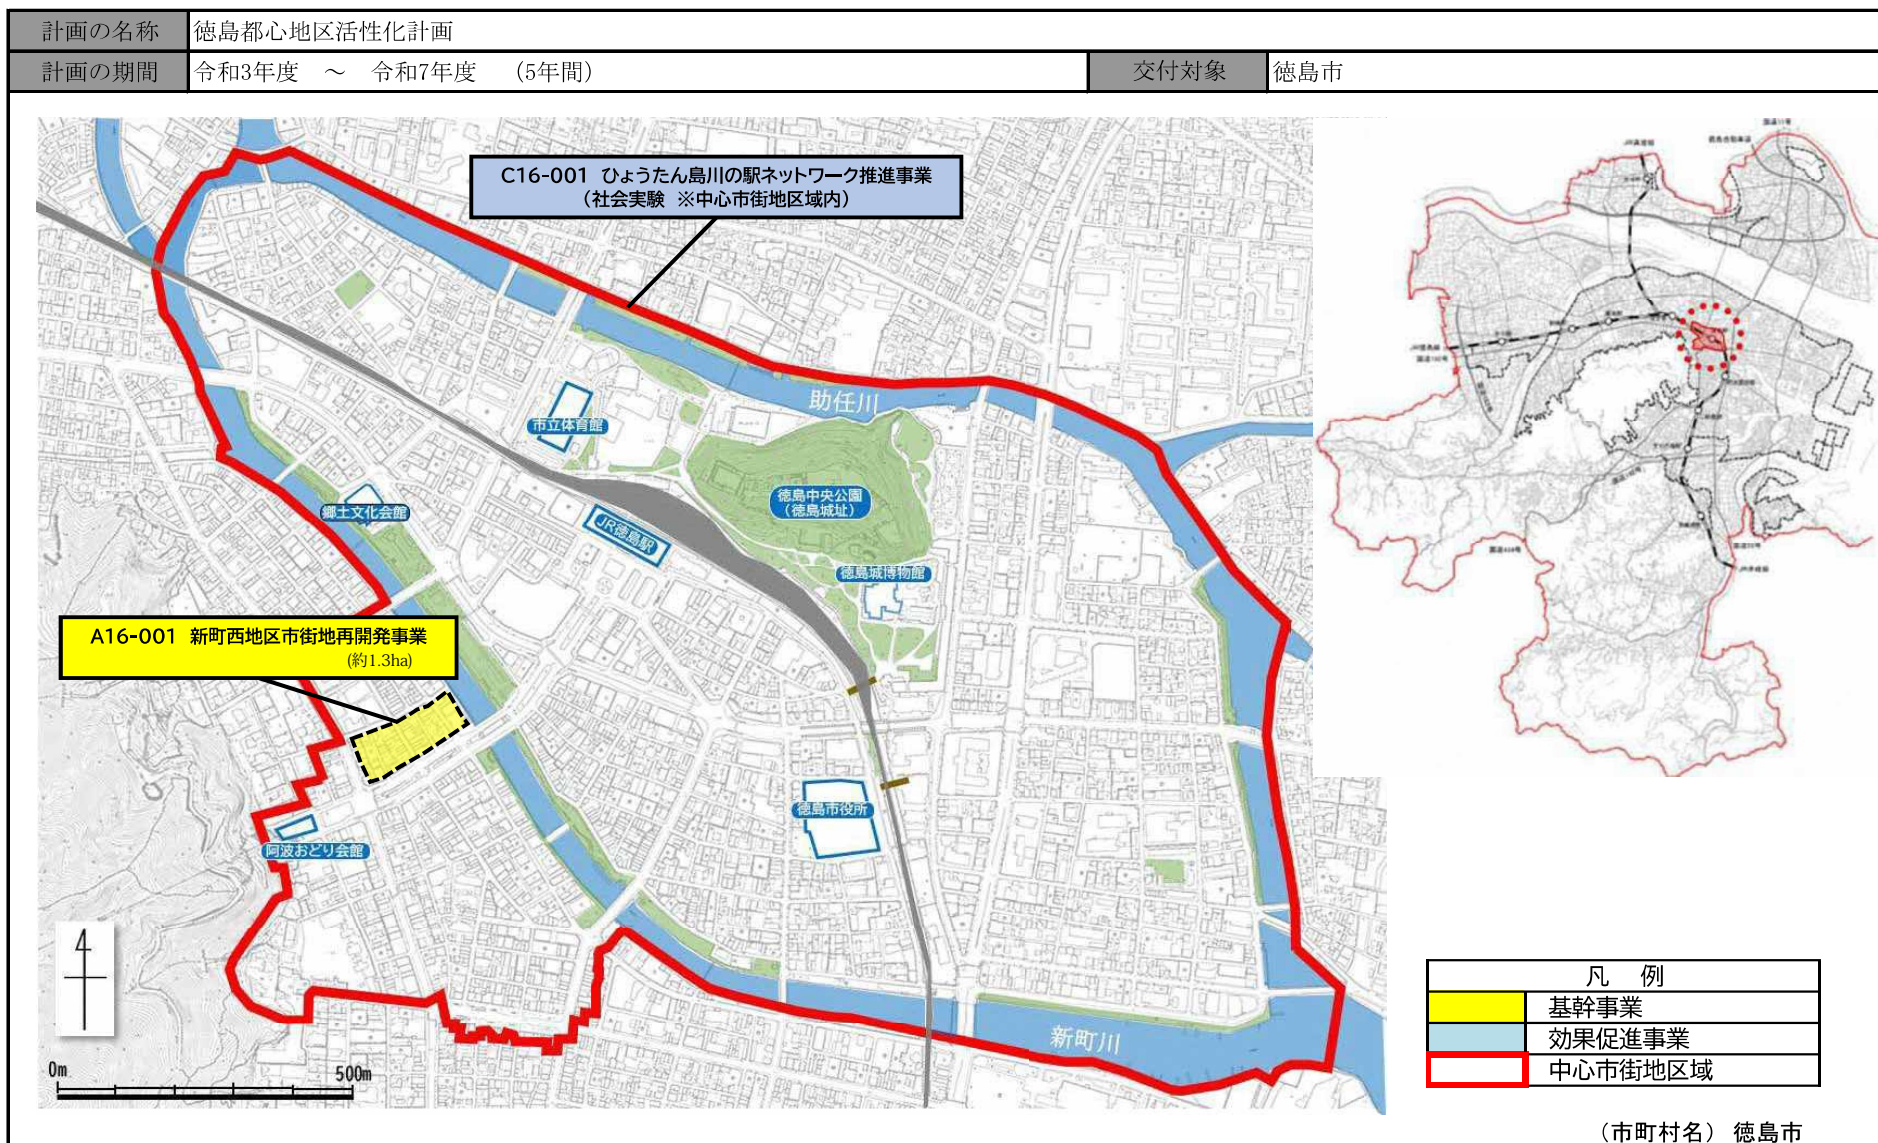 計画の名称 徳島都心地区活性化計画
計画の期間 令和3年度 ～ 令和7年度 （5年間） 交付対象 徳島市
C16-001 ひょうたん島川の駅ネットワーク推進事業
（社会実験 ※中心市街地区域内）
助任川
市立体育館
徳島中央公園
（徳島城址）
郷土文化会館
JR徳島駅
徳島城博物館
A16-001 新町西地区市街地再開発事業
(約1.3ha)
徳島市役所
阿波おどり会館
新町川
4
0m 500m
凡 例
基幹事業
効果促進事業
中心市街地区域
（市町村名） 徳島市